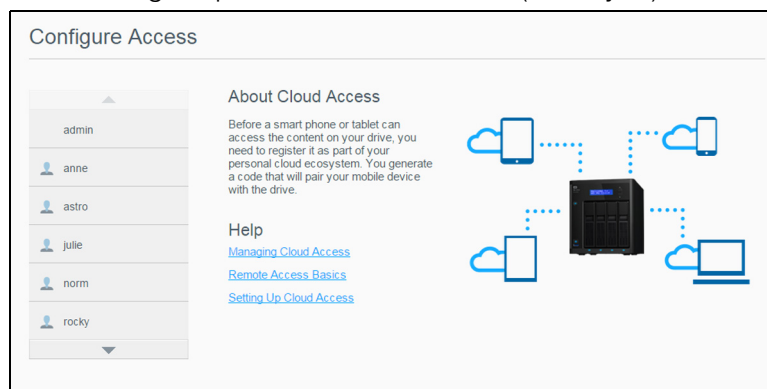 Configure Access
admin
anne
astro
julie
norm
rocky
About Cloud Access
Before a smart phone or tablet can
access the content on your drive, you
need to register it as part of your
personal cloud ecosystem. You generate
a code that will pair your mobile device
with the drive.
Help
Managing Cloud Access
Remote Access Basics
Setting Up Cloud Access